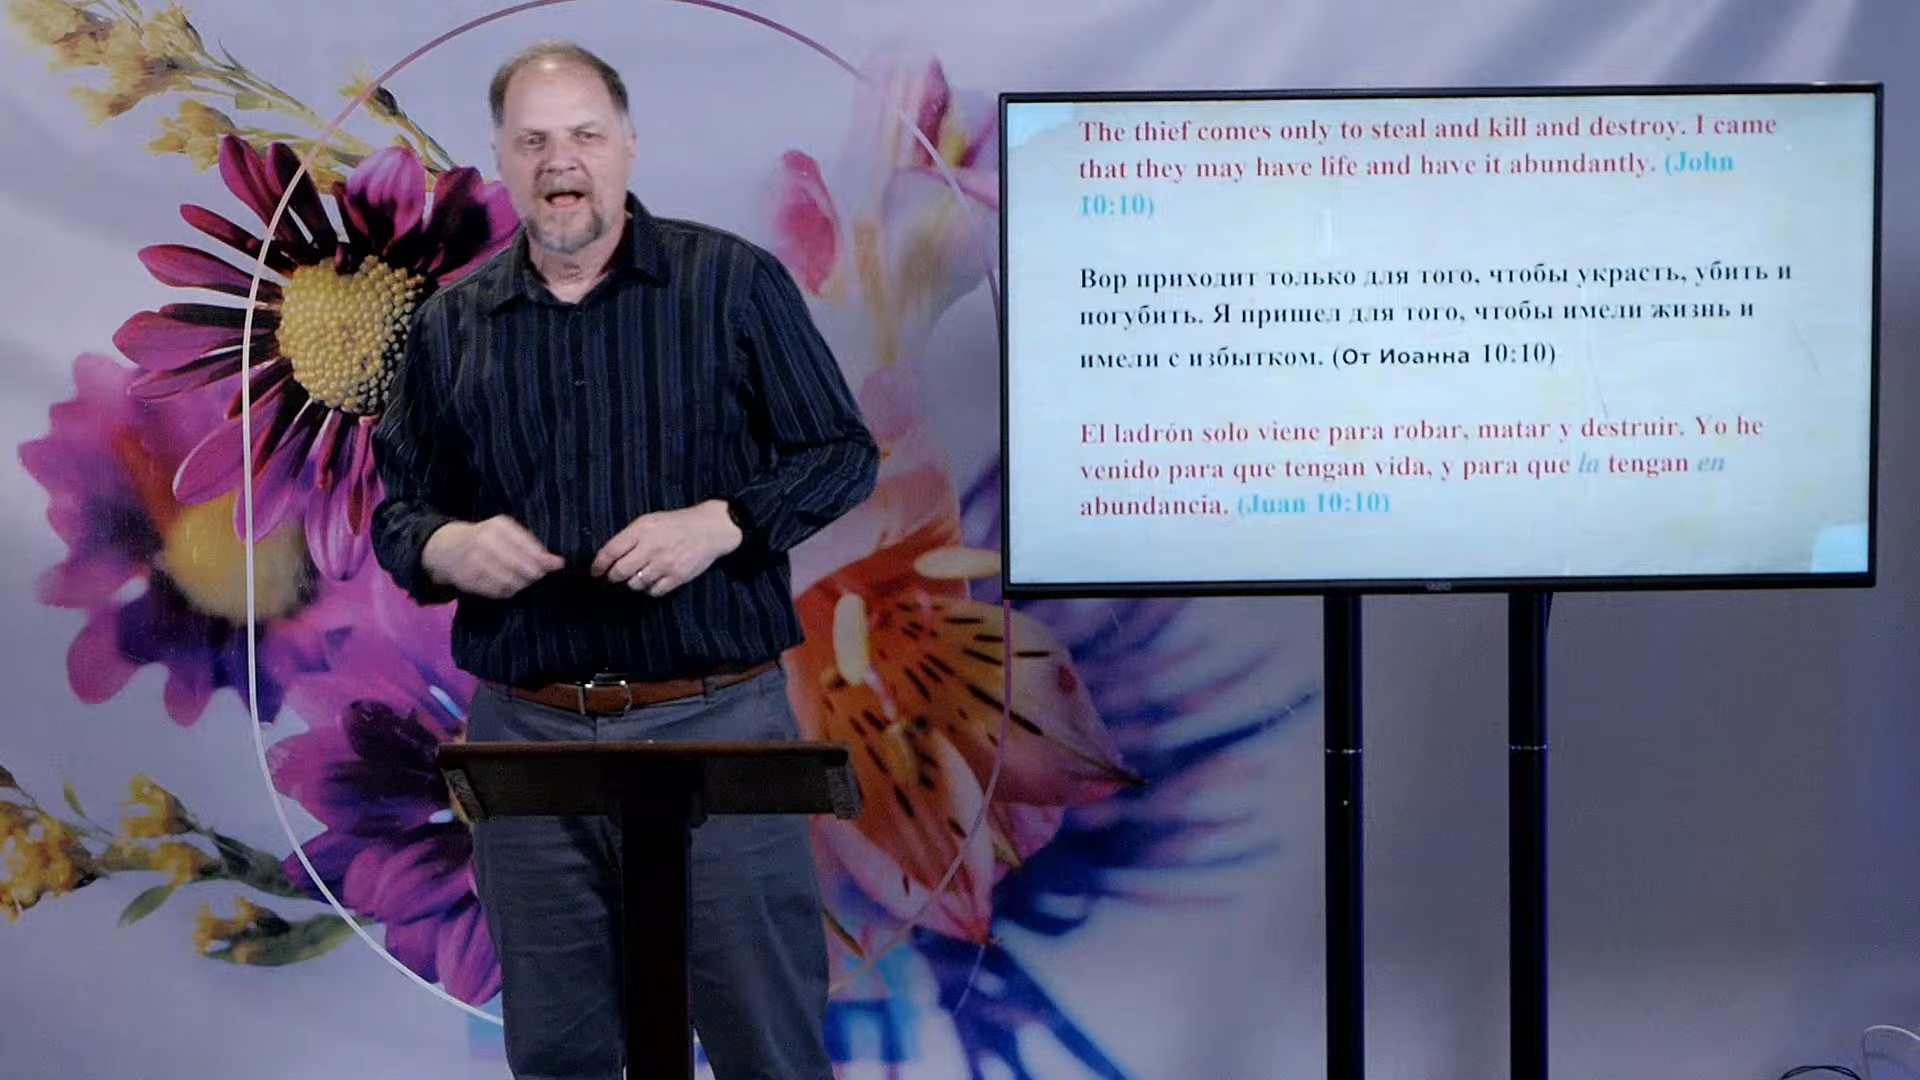 The thief comes only to steal and kill and destroy. I came
that they may have life and have it abundantly. (John
10:10)
Вор приходит только для того, чтобы украсть, убить и
погубить. Я пришел для того, чтобы имели жизнь и
имели с избытком. (От Иоанна 10:10)
El ladrón solo viene para robar, matar y destruir. Yo he
venido para que tengan vida, y para que la tengan en
abundancia. (Juan 10:10)
VIZIO